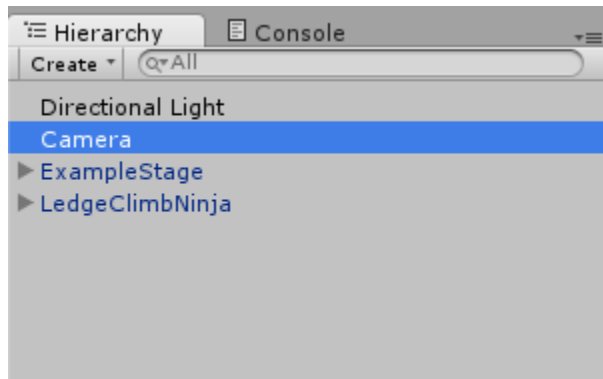 Hierarchy Console
Create All
Directional Light
Camera
ExampleStage
LedgeClimbNinja